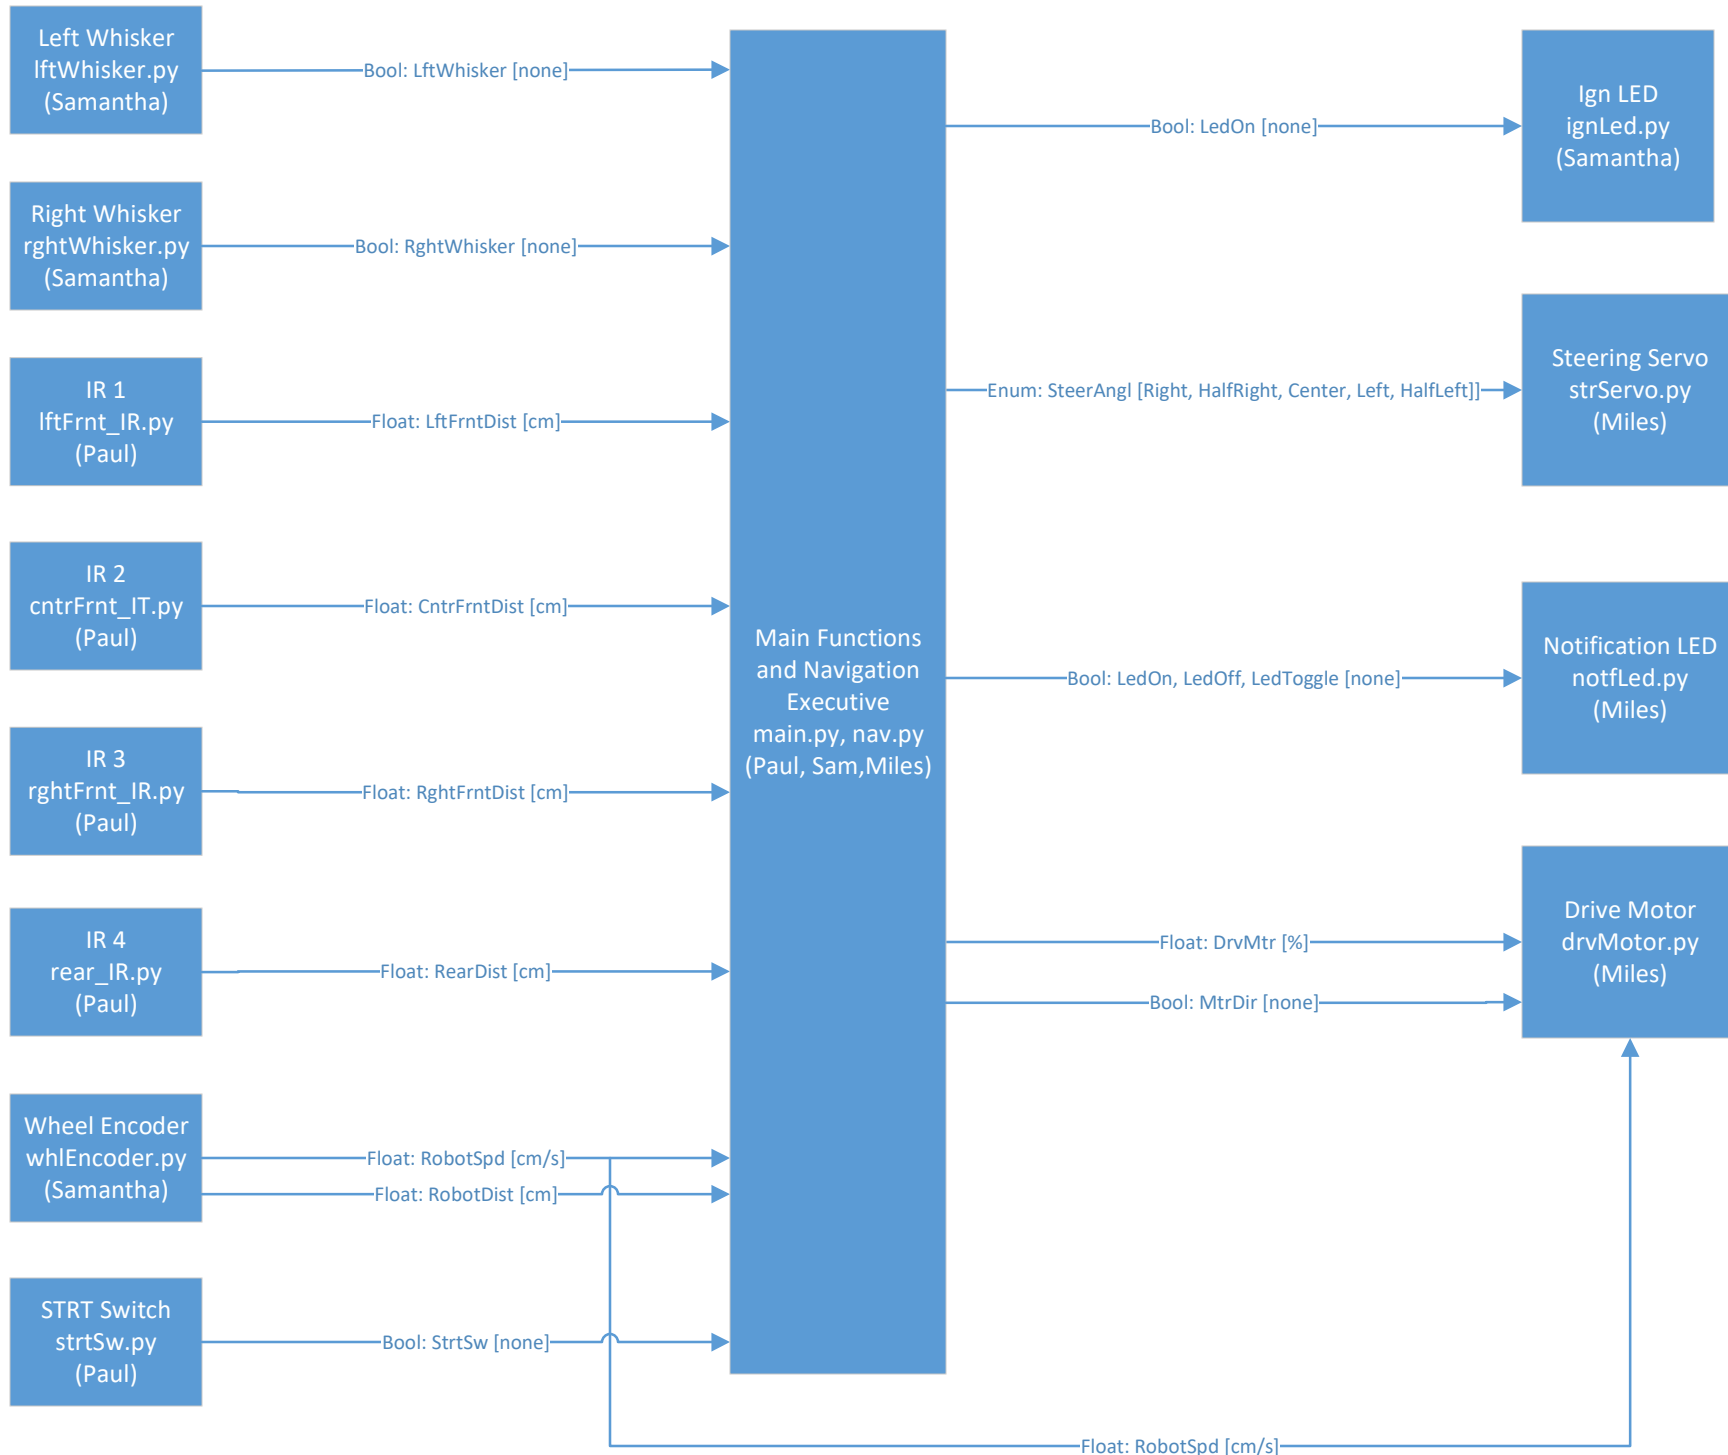 Left Whisker
lftWhisker.py
(Samantha)
Bool: LftWhisker [none]
Right Whisker
rghtWhisker.py
(Samantha)
Bool: RghtWhisker [none]
IR 1
lftFrnt_IR.py
(Paul)
Float: LftFrntDist [cm]
IR 2
cntrFrnt_IT.py
(Paul)
Float: CntrFrntDist [cm]
IR 3
rghtFrnt_IR.py
(Paul)
Float: RghtFrntDist [cm]
IR 4
rear_IR.py
(Paul)
Float: RearDist [cm]
Wheel Encoder
whlEncoder.py
(Samantha)
Float: RobotSpd [cm/s]
Float: RobotDist [cm]
STRT Switch
strtSw.py
(Paul)
Bool: StrtSw [none]
Main Functions
and Navigation
Executive
main.py, nav.py
(Paul, Sam,Miles)
Bool: LedOn [none]
Ign LED
ignLed.py
(Samantha)
Enum: SteerAngl [Right, HalfRight, Center, Left, HalfLeft]]
Steering Servo
strServo.py
(Miles)
Bool: LedOn, LedOff, LedToggle [none]
Notification LED
notfLed.py
(Miles)
Float: DrvMtr [%]
Bool: MtrDir [none]
Drive Motor
drvMotor.py
(Miles)
Float: RobotSpd [cm/s]